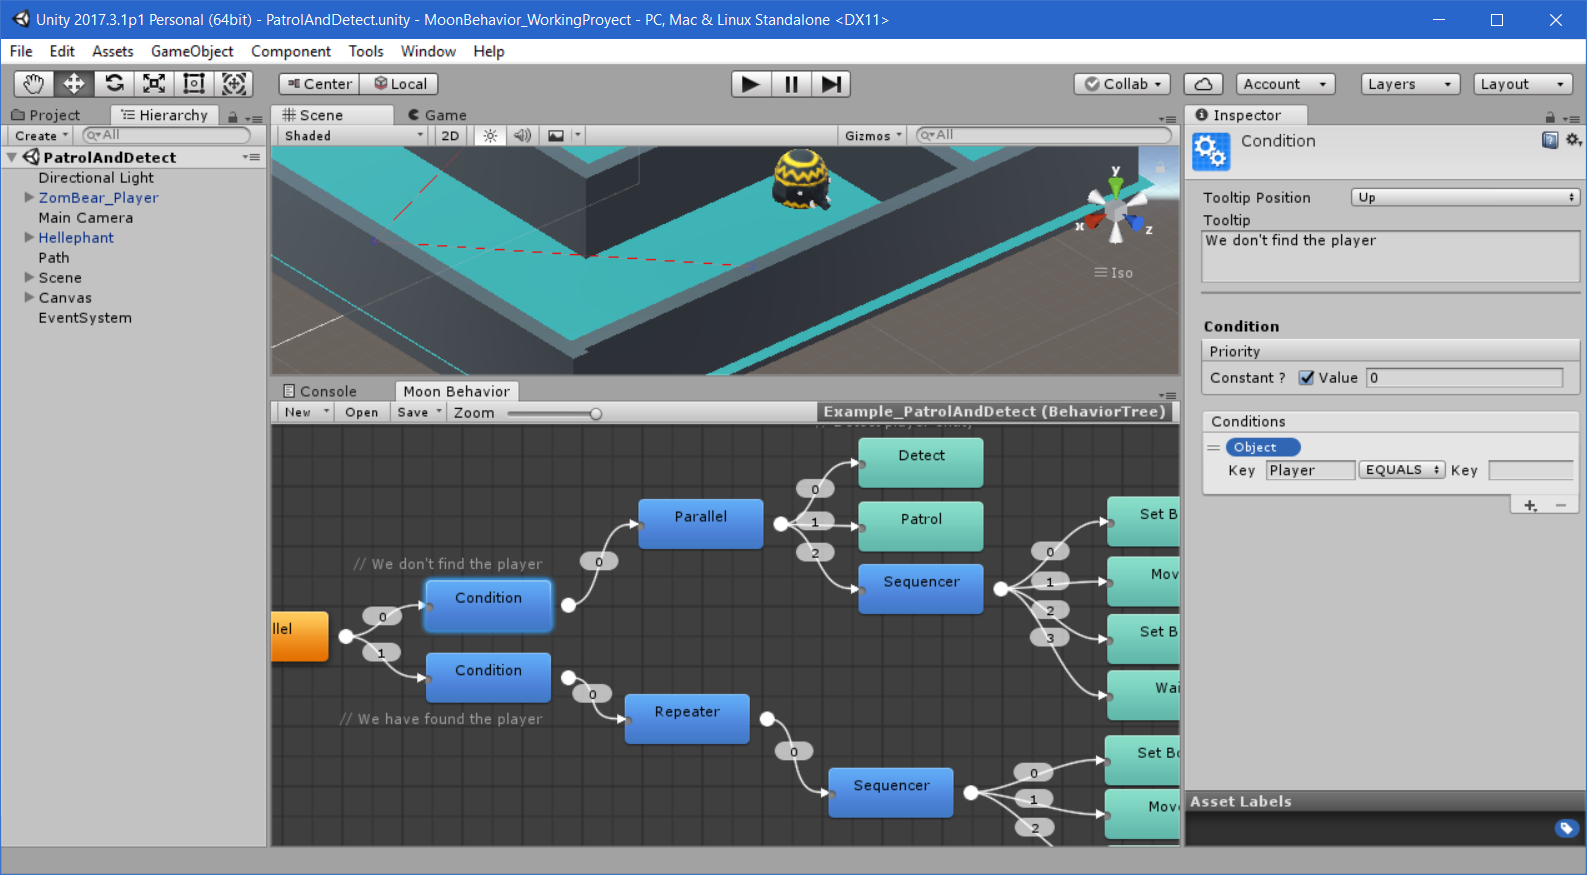 Unity 2017.3.1p1 Personal (64bit) - PatrolAndDetect.unity - MoonBehavior_WorkingProyect - PC, Mac & Linux Standalone <DX11>
File Edit Assets GameObject Component Tools Window Help
Center Local Collab Account Layers Layout
Project Hierarchy
Create All
PatrolAndDetect
Directional Light
ZomBear_Player
Main Camera
Hellephant
Path
Scene
Canvas
EventSystem
Scene Game
Shaded 2D Gizmos All
y
x
z
Iso
Console Moon Behavior
New Open Save Zoom Example_PatrolAndDetect (BehaviorTree)
Detect
0
Parallel
1
Patrol
2
Sequencer
0
// We don't find the player
Condition
0
1
Condition
// We have found the player
0
Repeater
0
Sequencer
0
1
2
3
Set B
Mov
Set B
Wai
0
1
2
Set Bo
Move
Inspector
Condition
Tooltip Position Up
Tooltip
We don't find the player
Condition
Priority
Constant ? Value 0
Conditions
Object
Key Player EQUALS Key
Asset Labels